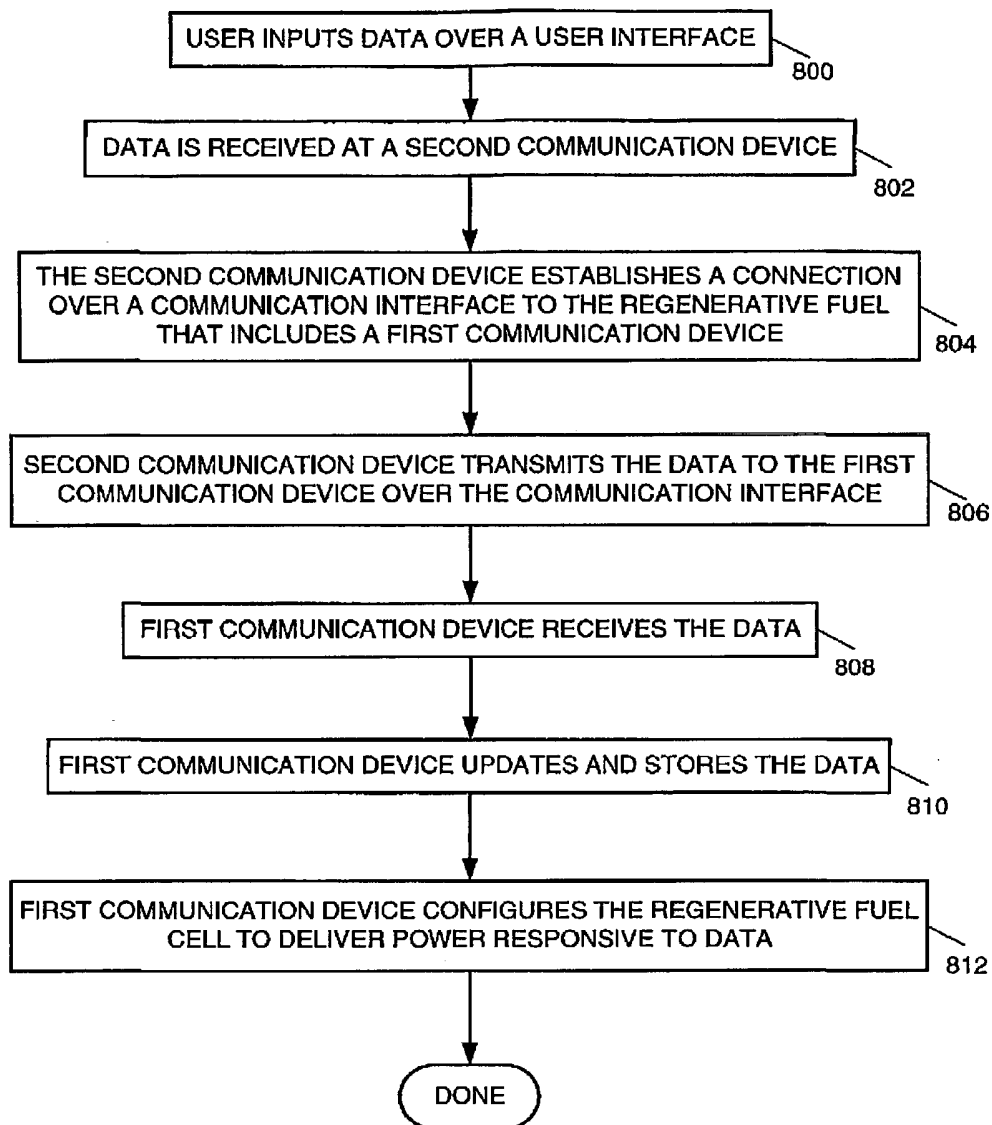 USER INPUTS DATA OVER A USER INTERFACE
800
DATA IS RECEIVED AT A SECOND COMMUNICATION DEVICE
802
THE SECOND COMMUNICATION DEVICE ESTABLISHES A CONNECTION
OVER A COMMUNICATION INTERFACE TO THE REGENERATIVE FUEL
THAT INCLUDES A FIRST COMMUNICATION DEVICE
804
SECOND COMMUNICATION DEVICE TRANSMITS THE DATA TO THE FIRST
COMMUNICATION DEVICE OVER THE COMMUNICATION INTERFACE
806
FIRST COMMUNICATION DEVICE RECEIVES THE DATA
808
FIRST COMMUNICATION DEVICE UPDATES AND STORES THE DATA
810
FIRST COMMUNICATION DEVICE CONFIGURES THE REGENERATIVE FUEL
CELL TO DELIVER POWER RESPONSIVE TO DATA
812
DONE